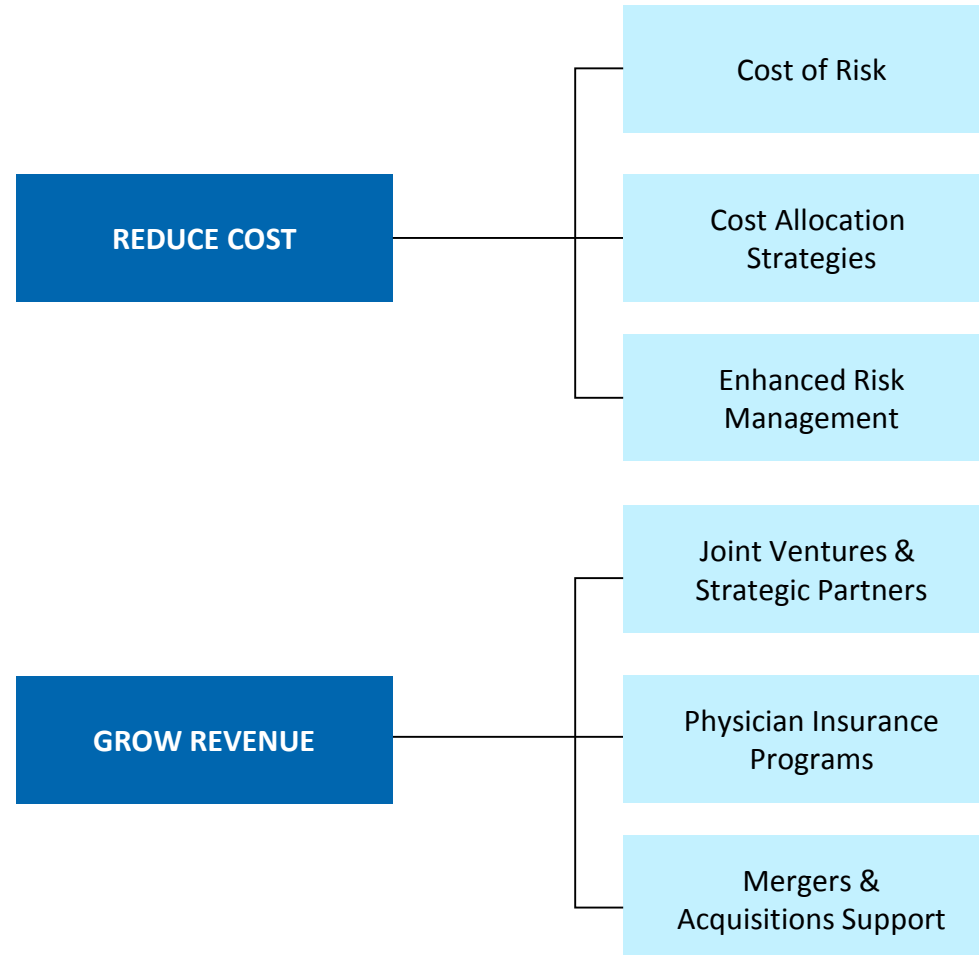 REDUCE COST
Cost of Risk
Cost Allocation
Strategies
Enhanced Risk
Management
GROW REVENUE
Joint Ventures &
Strategic Partners
Physician Insurance
Programs
Mergers &
Acquisitions Support